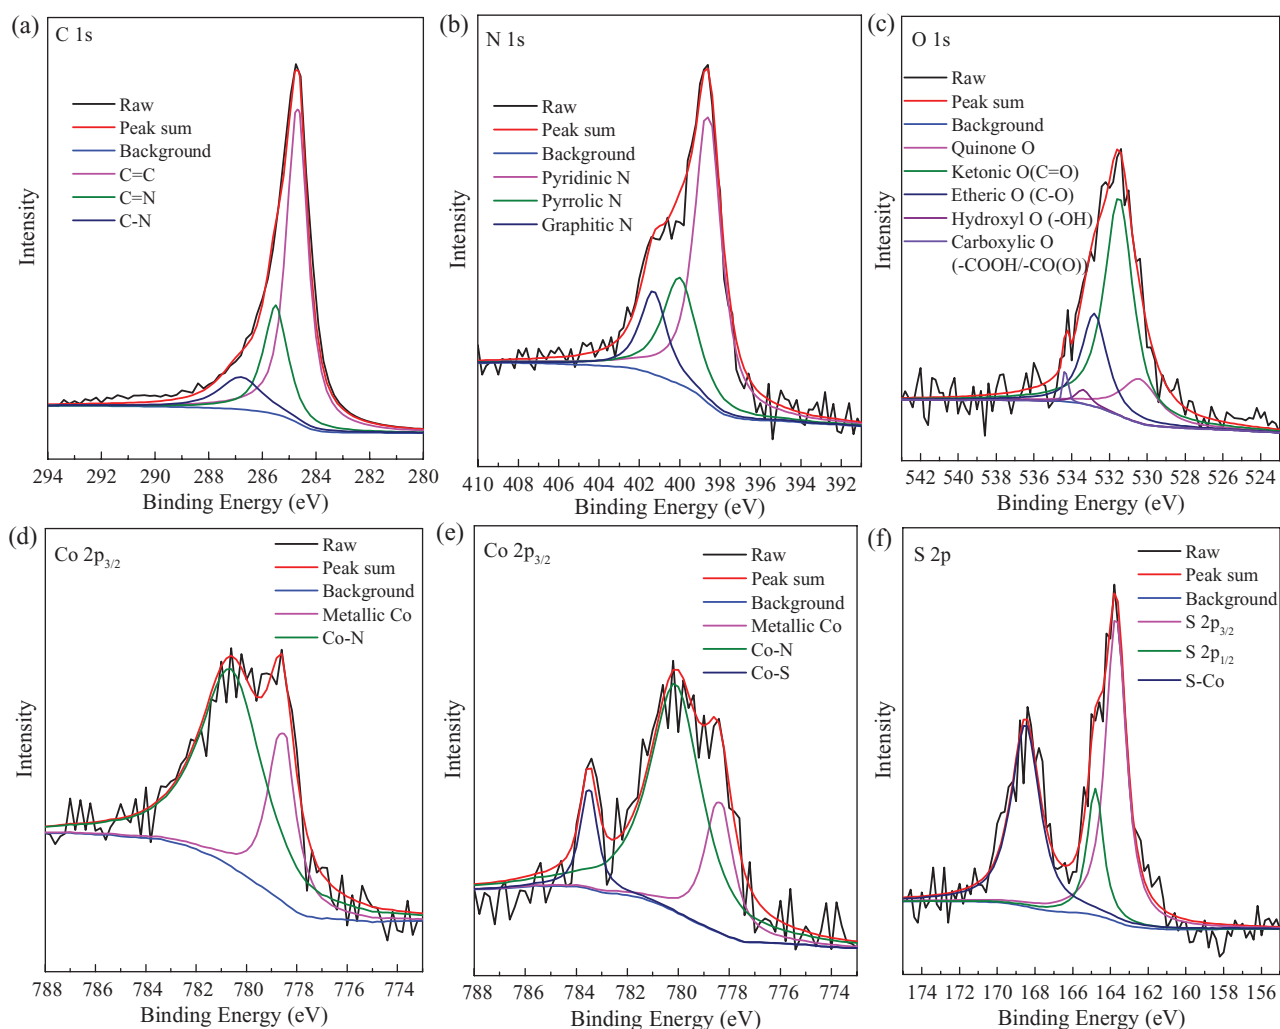 (a)
C 1s
Raw
Peak sum
Background
C=C
C=N
C-N
Intensity
294 290 288 286 284 282 280
Binding Energy (eV)
(b)
N 1s
Raw
Peak sum
Background
Pyridinic N
Pyrrolic N
Graphitic N
Intensity
410 408 406 404 402 400 398 396 394 392
Binding Energy (eV)
(c)
O 1s
Raw
Peak sum
Background
Quinone O
Ketonic O(C=O)
Etheric O (C-O)
Hydroxyl O (-OH)
Carboxylic O
(-COOH/-CO(O))
Intensity
542 540 536 534 532 530 528 526 524
Binding Energy (eV)
(d)
Co 2p3/2
Raw
Peak sum
Background
Metallic Co
Co-N
Intensity
788 786 784 782 780 778 776 774
Binding Energy (eV)
(e)
Co 2p3/2
Raw
Peak sum
Background
Metallic Co
Co-N
Co-S
Intensity
788 786 784 782 780 778 776 774
Binding Energy (eV)
(f)
S 2p
Raw
Peak sum
Background
S 2p3/2
S 2p1/2
S-Co
Intensity
174 172 170 168 166 164 162 160 158 156
Binding Energy (eV)